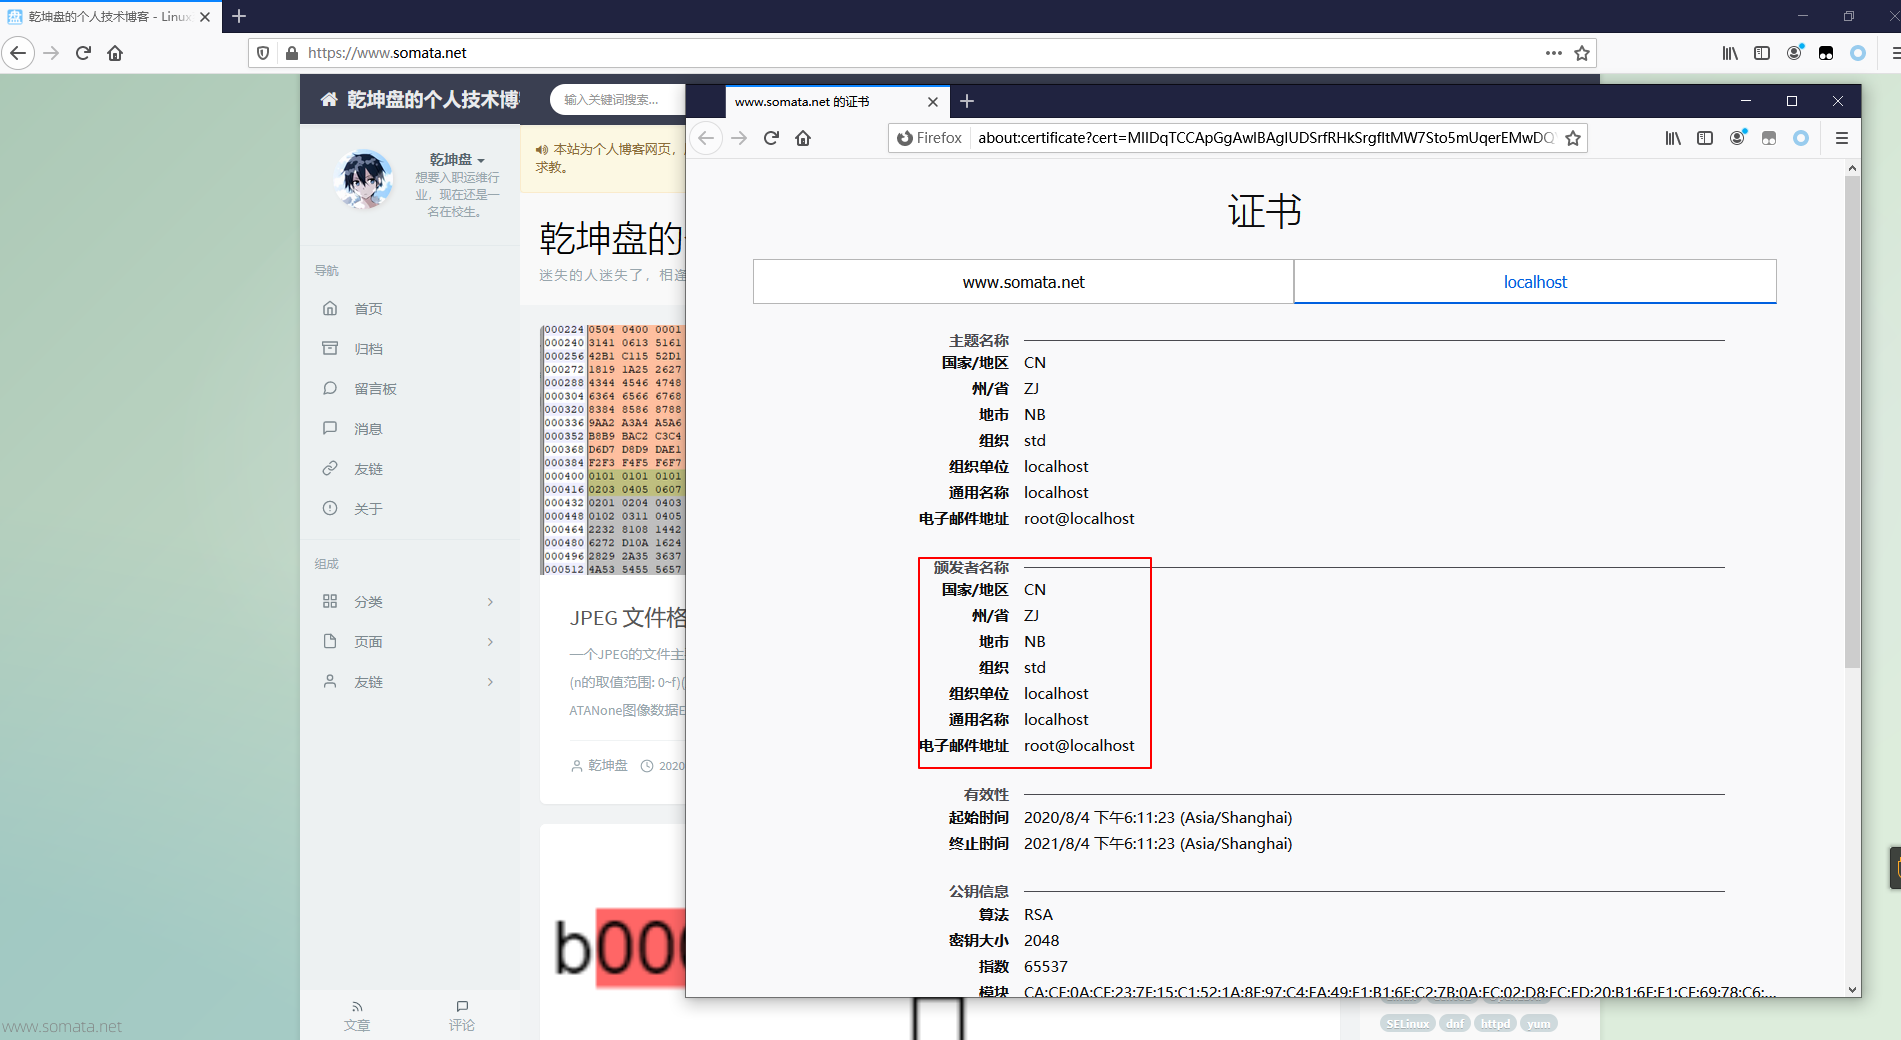 乾坤盘的个人技术博客 - Linux
https://www.somata.net
乾坤盘的个人技术博客
输入关键词搜索...
乾坤盘
想要入职运维行
业，现在还是一
名在校生。
导航
首页
归档
留言板
消息
友链
关于
组成
分类
页面
友链
文章
评论
www.somata.net
本站为个人博客网页，
求教。
乾坤盘的
迷失的人迷失了，相逢
000224 0504 0400 0001
000240 3141 0613 5161
000256 42B1 C115 52D1
000272 1819 1A25 2627
000288 4344 4546 4748
000304 6364 6566 6768
000320 8384 8586 8788
000336 9AA2 A3A4 A5A6
000352 B8B9 BAC2 C3C4
000368 D6D7 D8D9 DAE1
000384 F2F3 F4F5 F6F7
000400 0101 0101 0101
000416 0203 0405 0607
000432 0201 0204 0403
000448 0102 0311 0405
000464 2232 8108 1442
000480 6272 D10A 1624
000496 2829 2A35 3637
000512 4A53 5455 5657
JPEG 文件格
一个JPEG的文件主
(n的取值范围: 0~f)(
ATANone图像数据E
乾坤盘 2020
b000
www.somata.net 的证书
Firefox about:certificate?cert=MIIDqTCCApGgAwIBAgIUDSrfRHkSrgfItMW7Sto5mUqerEMwDQY
证书
www.somata.net
localhost
主题名称
国家/地区 CN
州/省 ZJ
地市 NB
组织 std
组织单位 localhost
通用名称 localhost
电子邮件地址 root@localhost
颁发者名称
国家/地区 CN
州/省 ZJ
地市 NB
组织 std
组织单位 localhost
通用名称 localhost
电子邮件地址 root@localhost
有效性
起始时间 2020/8/4 下午6:11:23 (Asia/Shanghai)
终止时间 2021/8/4 下午6:11:23 (Asia/Shanghai)
公钥信息
算法 RSA
密钥大小 2048
指数 65537
模块 CA:CF:0A:CF:23:7F:15:C1:52:1A:8E:97:C4:EA:49:E1:B1:6F:C2:7B:0A:FC:02:D8:FC:FD:20:B1:6E:F1:CF:69:78:C6:...
SELinux dnf httpd yum